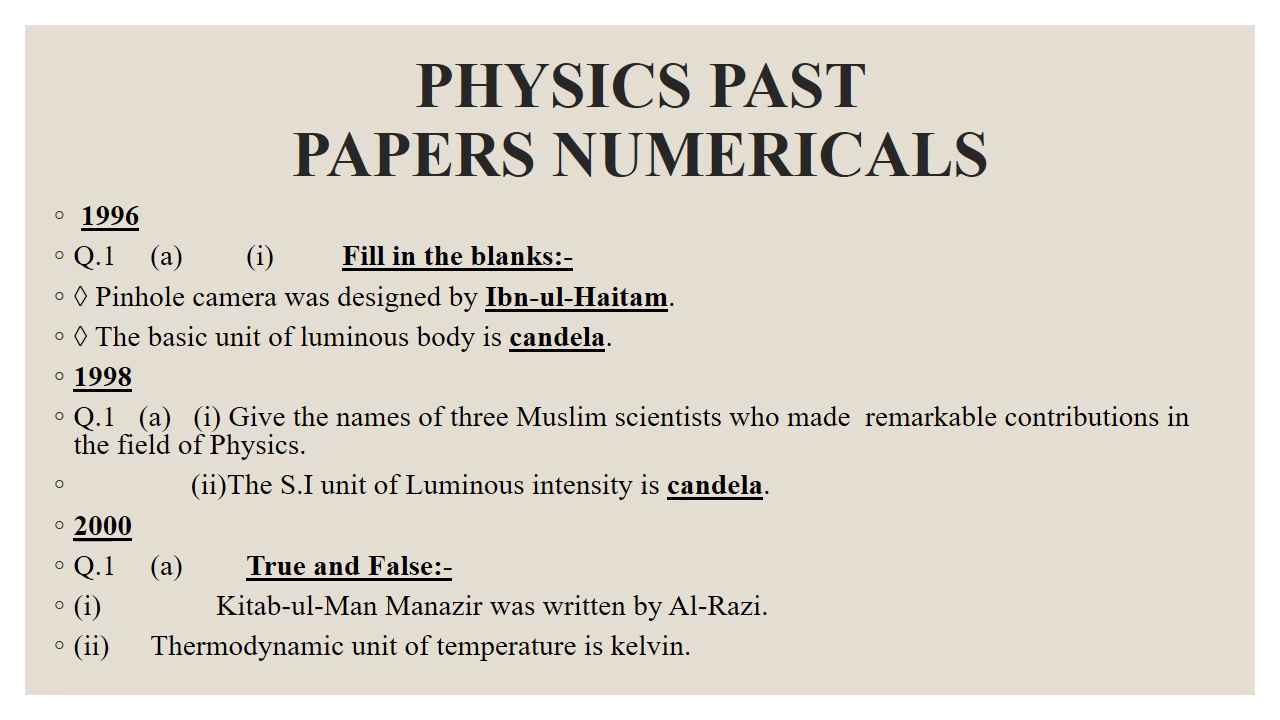 PHYSICS PAST
PAPERS NUMERICALS
◦ 1996
◦ Q.1 (a) (i) Fill in the blanks:-
◦ ◊ Pinhole camera was designed by Ibn-ul-Haitam.
◦ ◊ The basic unit of luminous body is candela.
◦ 1998
◦ Q.1 (a) (i) Give the names of three Muslim scientists who made remarkable contributions in
the field of Physics.
◦ (ii)The S.I unit of Luminous intensity is candela.
◦ 2000
◦ Q.1 (a) True and False:-
◦ (i) Kitab-ul-Man Manazir was written by Al-Razi.
◦ (ii) Thermodynamic unit of temperature is kelvin.